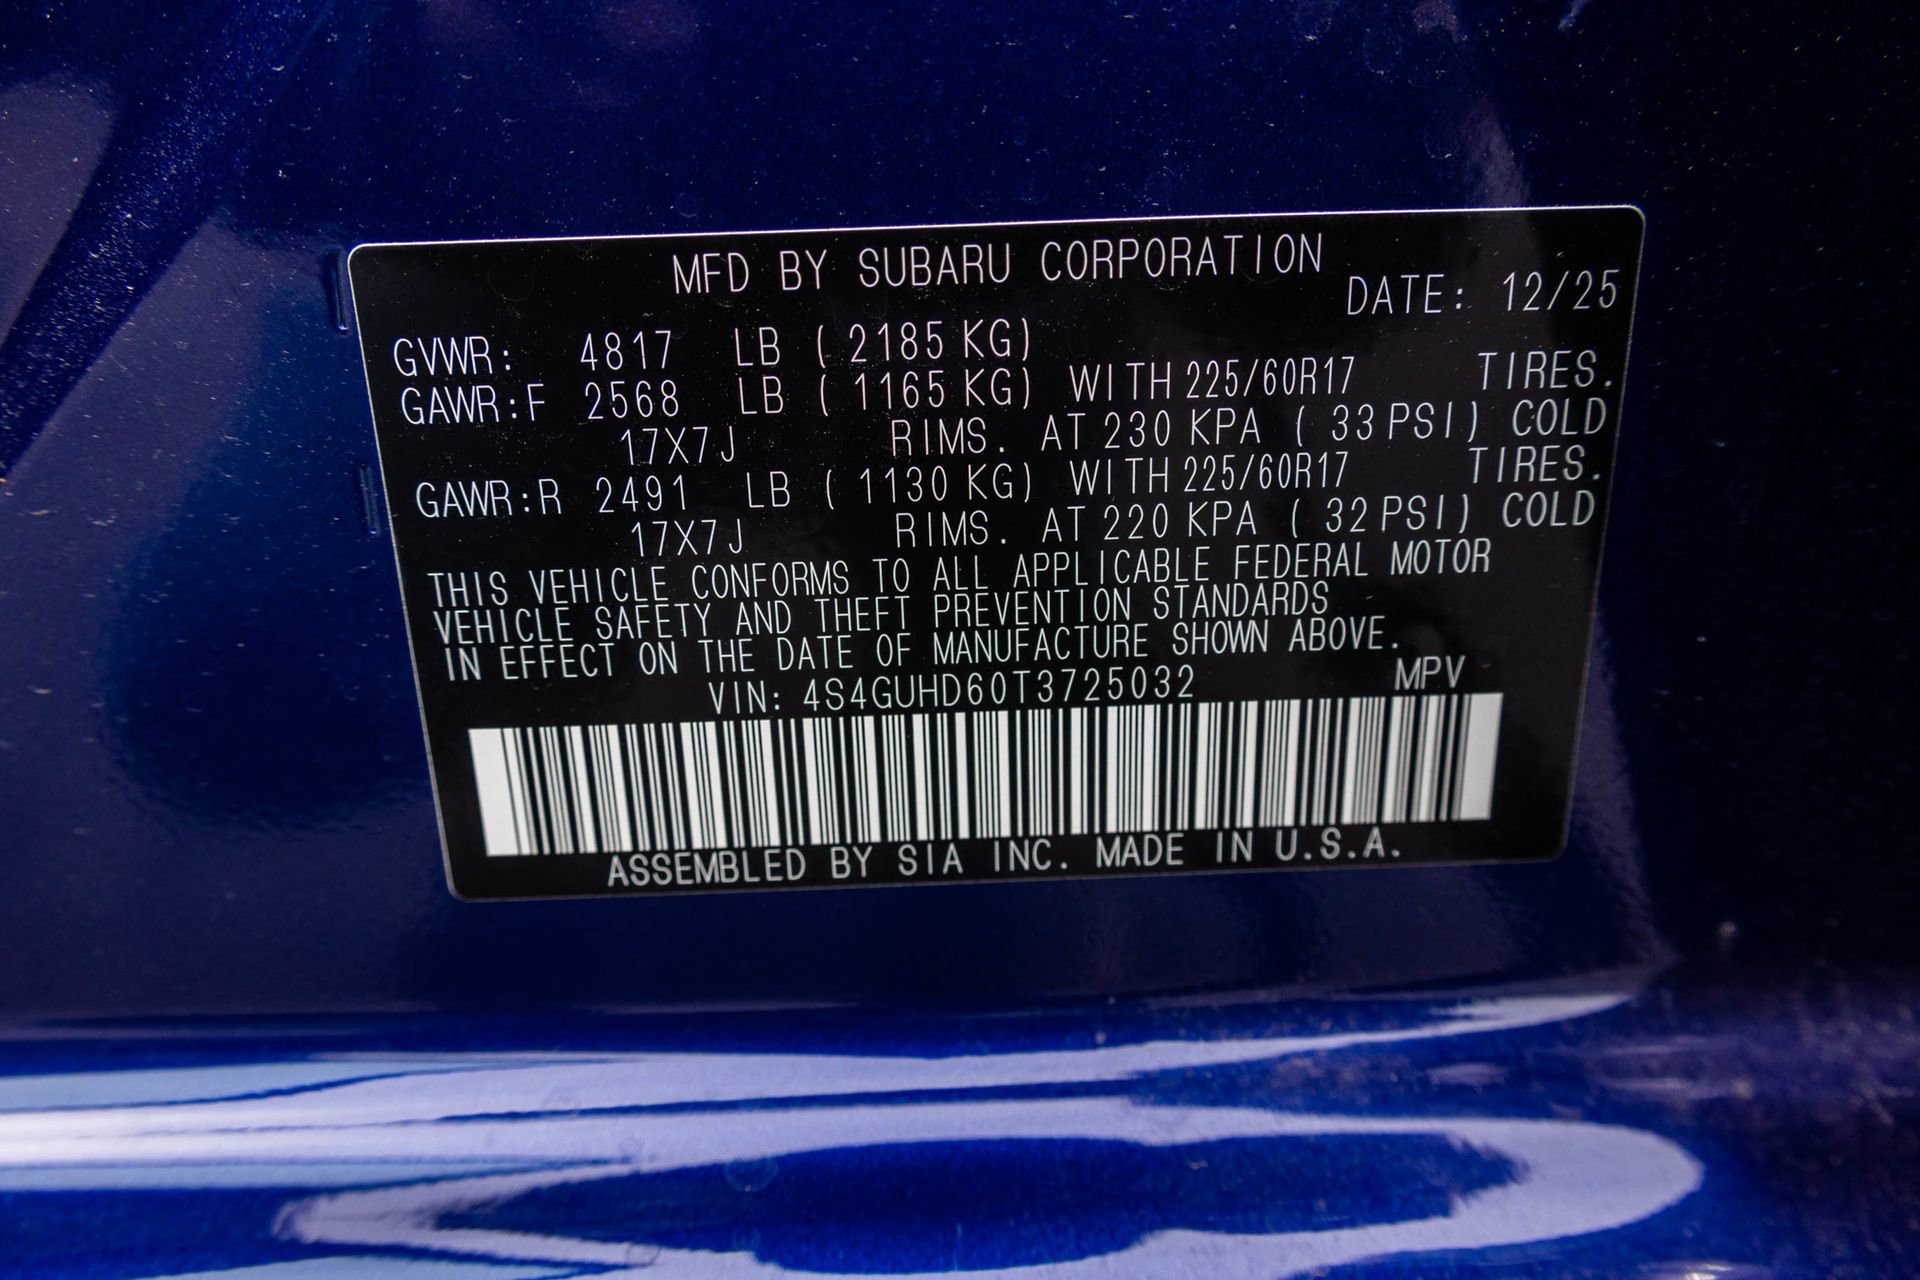 MFD BY SUBARU CORPORATION
DATE: 12/25
GVWR: 4817 LB ( 2185 KG)
GAWR:F 2568 LB ( 1165 KG) WITH 225/60R17 TIRES.
17X7J RIMS. AT 230 KPA ( 33 PSI) COLD
GAWR:R 2491 LB ( 1130 KG) WITH 225/60R17 TIRES.
17X7J RIMS. AT 220 KPA ( 32 PSI) COLD
THIS VEHICLE CONFORMS TO ALL APPLICABLE FEDERAL MOTOR
VEHICLE SAFETY AND THEFT PREVENTION STANDARDS
IN EFFECT ON THE DATE OF MANUFACTURE SHOWN ABOVE.
VIN: 4S4GUHD60T3725032 MPV
ASSEMBLED BY SIA INC. MADE IN U.S.A.